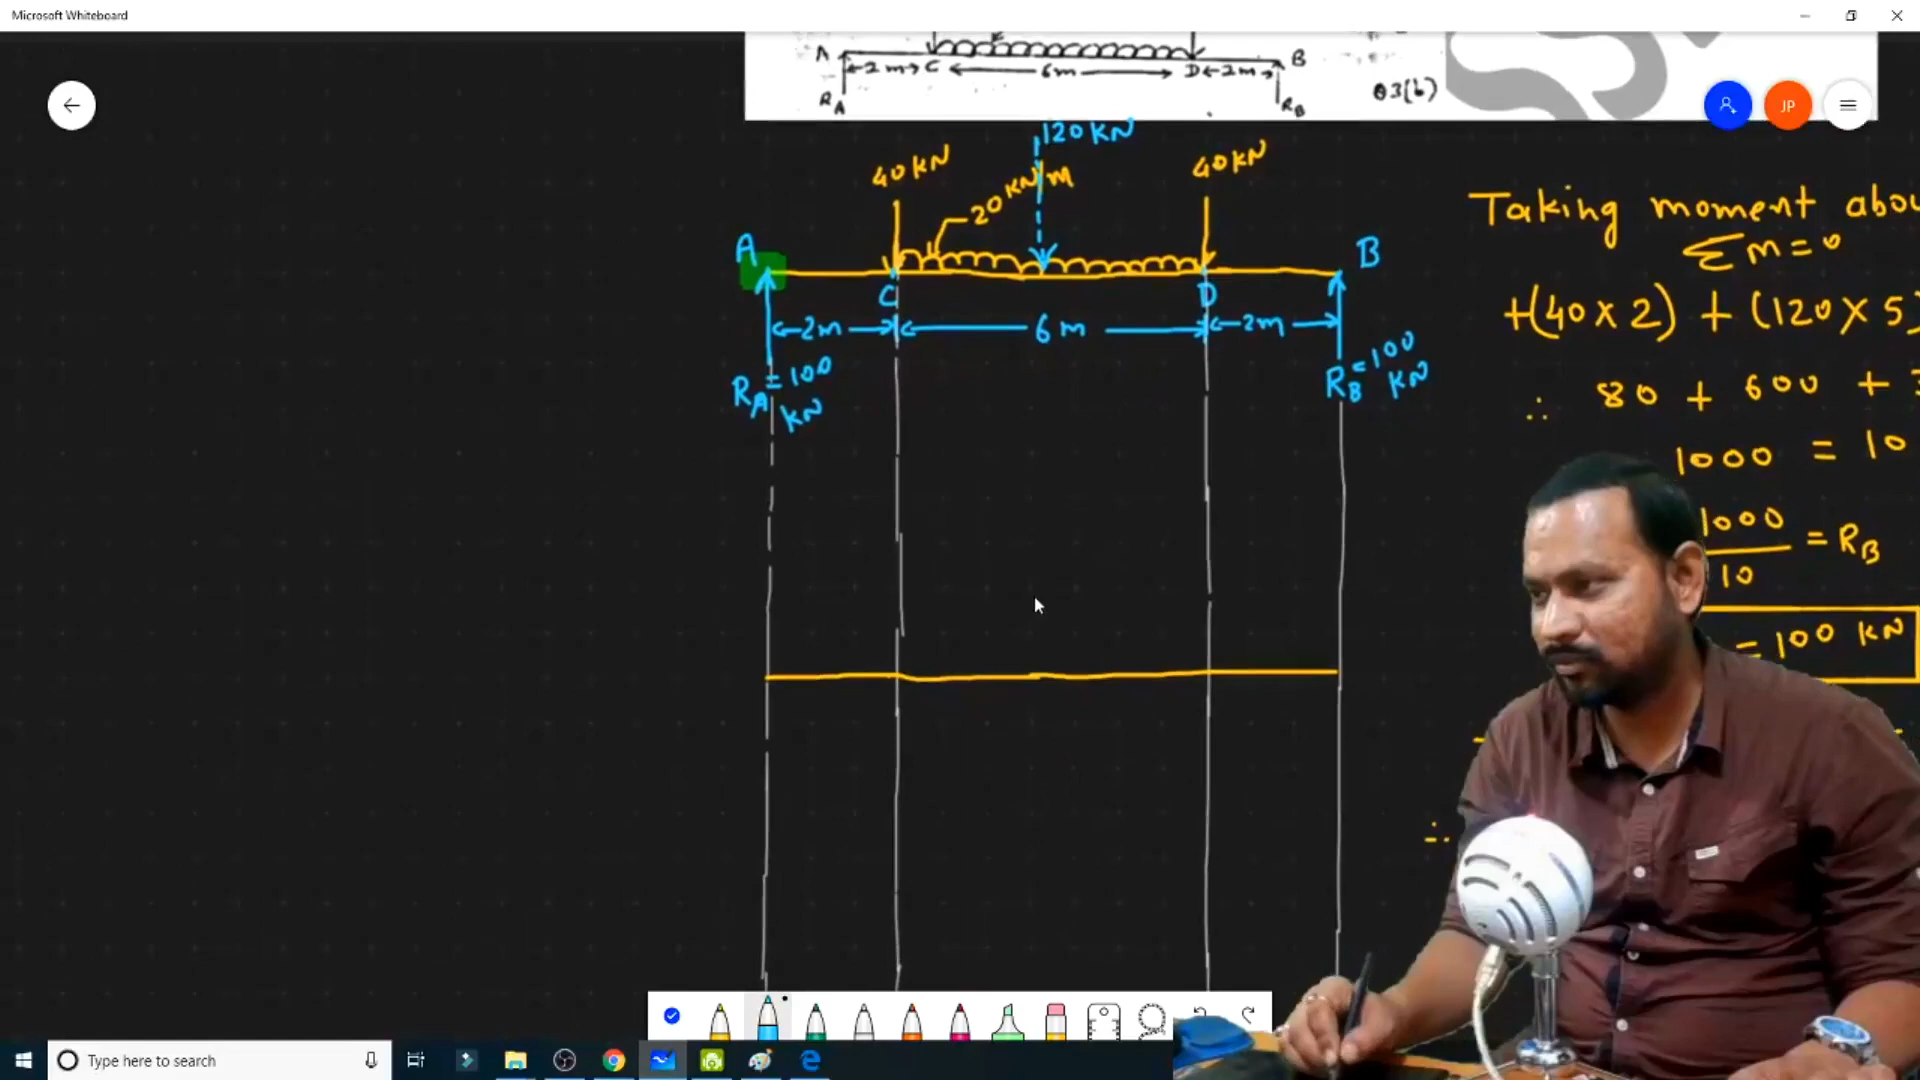 Microsoft Whiteboard
A B
2 m C 6m D 2m
R A R B Q3(b)
JP
120 KN
40 KN 40 KN
20 KN/m
A B
C D
2m 6 m 2m
RA = 100 KN
RB = 100 KN
Taking moment abou
Σm = 0
+(40 x 2) + (120 x 5)
∴ 80 + 600 + 3
1000 = 10
1000 / 10 = RB
= 100 KN
∴
Type here to search